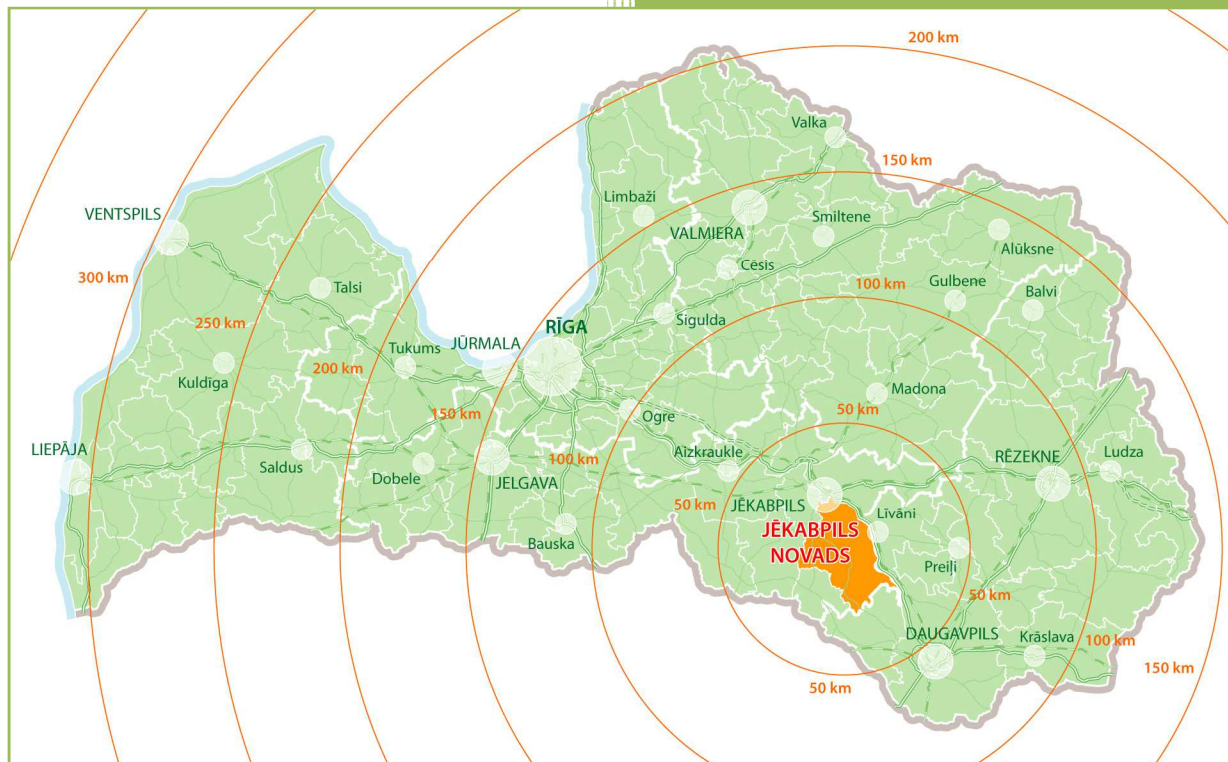 200 km
Valka
150 km
Limbaži
VENTSPILS
VALMIERA
Smiltene
Alūksne
Cēsis
300 km
Talsi
100 km
Gulbene
Balvi
250 km
Sigulda
RĪGA
JŪRMALA
Tukums
200 km
Kuldīga
Madona
150 km
Ogre
50 km
LIEPĀJA
Aizkraukle
Saldus
Dobele
100 km
RĒZEKNE
Ludza
JELGAVA
50 km
JĒKABPILS
Līvāni
JĒKABPILS
NOVADS
Bauska
Preiļi
50 km
DAUGAVPILS
Krāslava
100 km
150 km
50 km